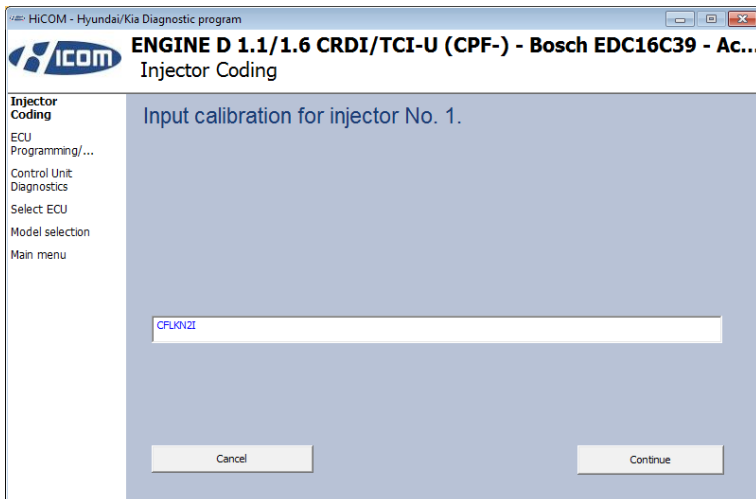 HiCOM - Hyundai/Kia Diagnostic program
Hicom
ENGINE D 1.1/1.6 CRDI/TCI-U (CPF-) - Bosch EDC16C39 - Ac...
Injector Coding
Injector
Coding
ECU
Programming/...
Control Unit
Diagnostics
Select ECU
Model selection
Main menu
Input calibration for injector No. 1.
CFLKN2I
Cancel
Continue